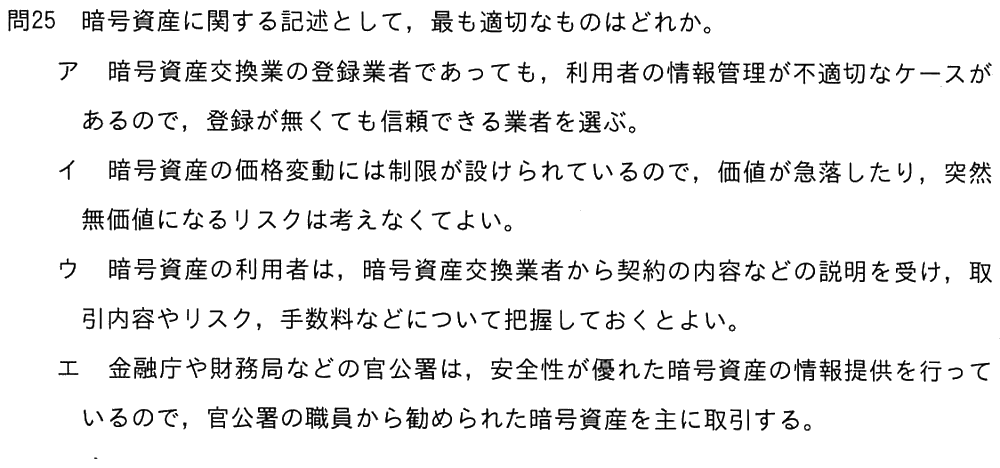 問25　暗号資産に関する記述として，最も適切なものはどれか。
ア　暗号資産交換業の登録業者であっても，利用者の情報管理が不適切なケースが
あるので，登録が無くても信頼できる業者を選ぶ。
イ　暗号資産の価格変動には制限が設けられているので，価値が急落したり，突然
無価値になるリスクは考えなくてよい。
ウ　暗号資産の利用者は，暗号資産交換業者から契約の内容などの説明を受け，取
引内容やリスク，手数料などについて把握しておくとよい。
エ　金融庁や財務局などの官公署は，安全性が優れた暗号資産の情報提供を行って
いるので，官公署の職員から勧められた暗号資産を主に取引する。